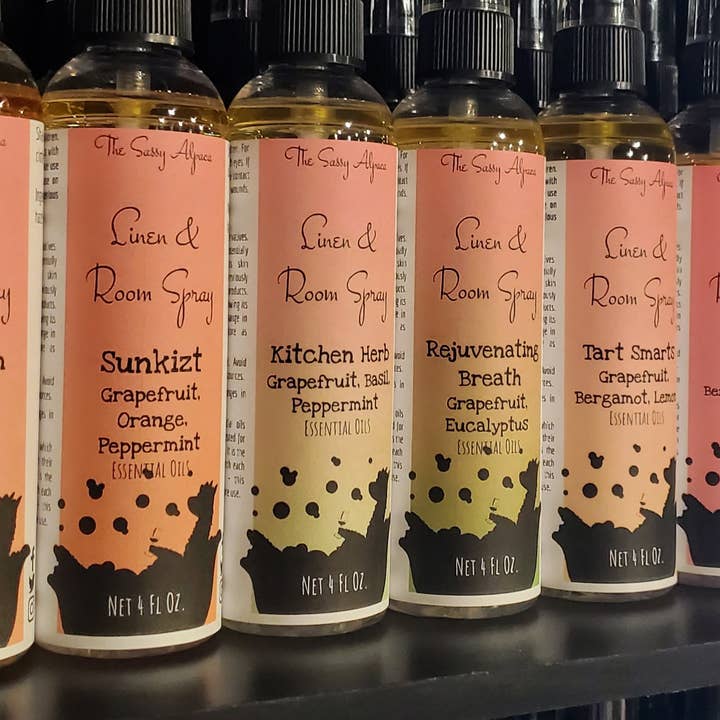 The Sassy Alpaca
Linen &
Room Spray
Sunkizt
Grapefruit,
Orange,
Peppermint
Essential Oils
Net 4 Fl Oz.
The Sassy Alpaca
Linen &
Room Spray
Kitchen Herb
Grapefruit, Basil,
Peppermint
Essential Oils
Net 4 Fl Oz.
The Sassy Alpaca
Linen &
Room Spray
Rejuvenating
Breath
Grapefruit,
Eucalyptus
Essential Oils
Net 4 Fl Oz.
The Sassy Alpaca
Linen &
Room Spray
Tart Smarts
Grapefruit,
Bergamot, Lemon
Essential Oils
Net 4 Fl Oz.